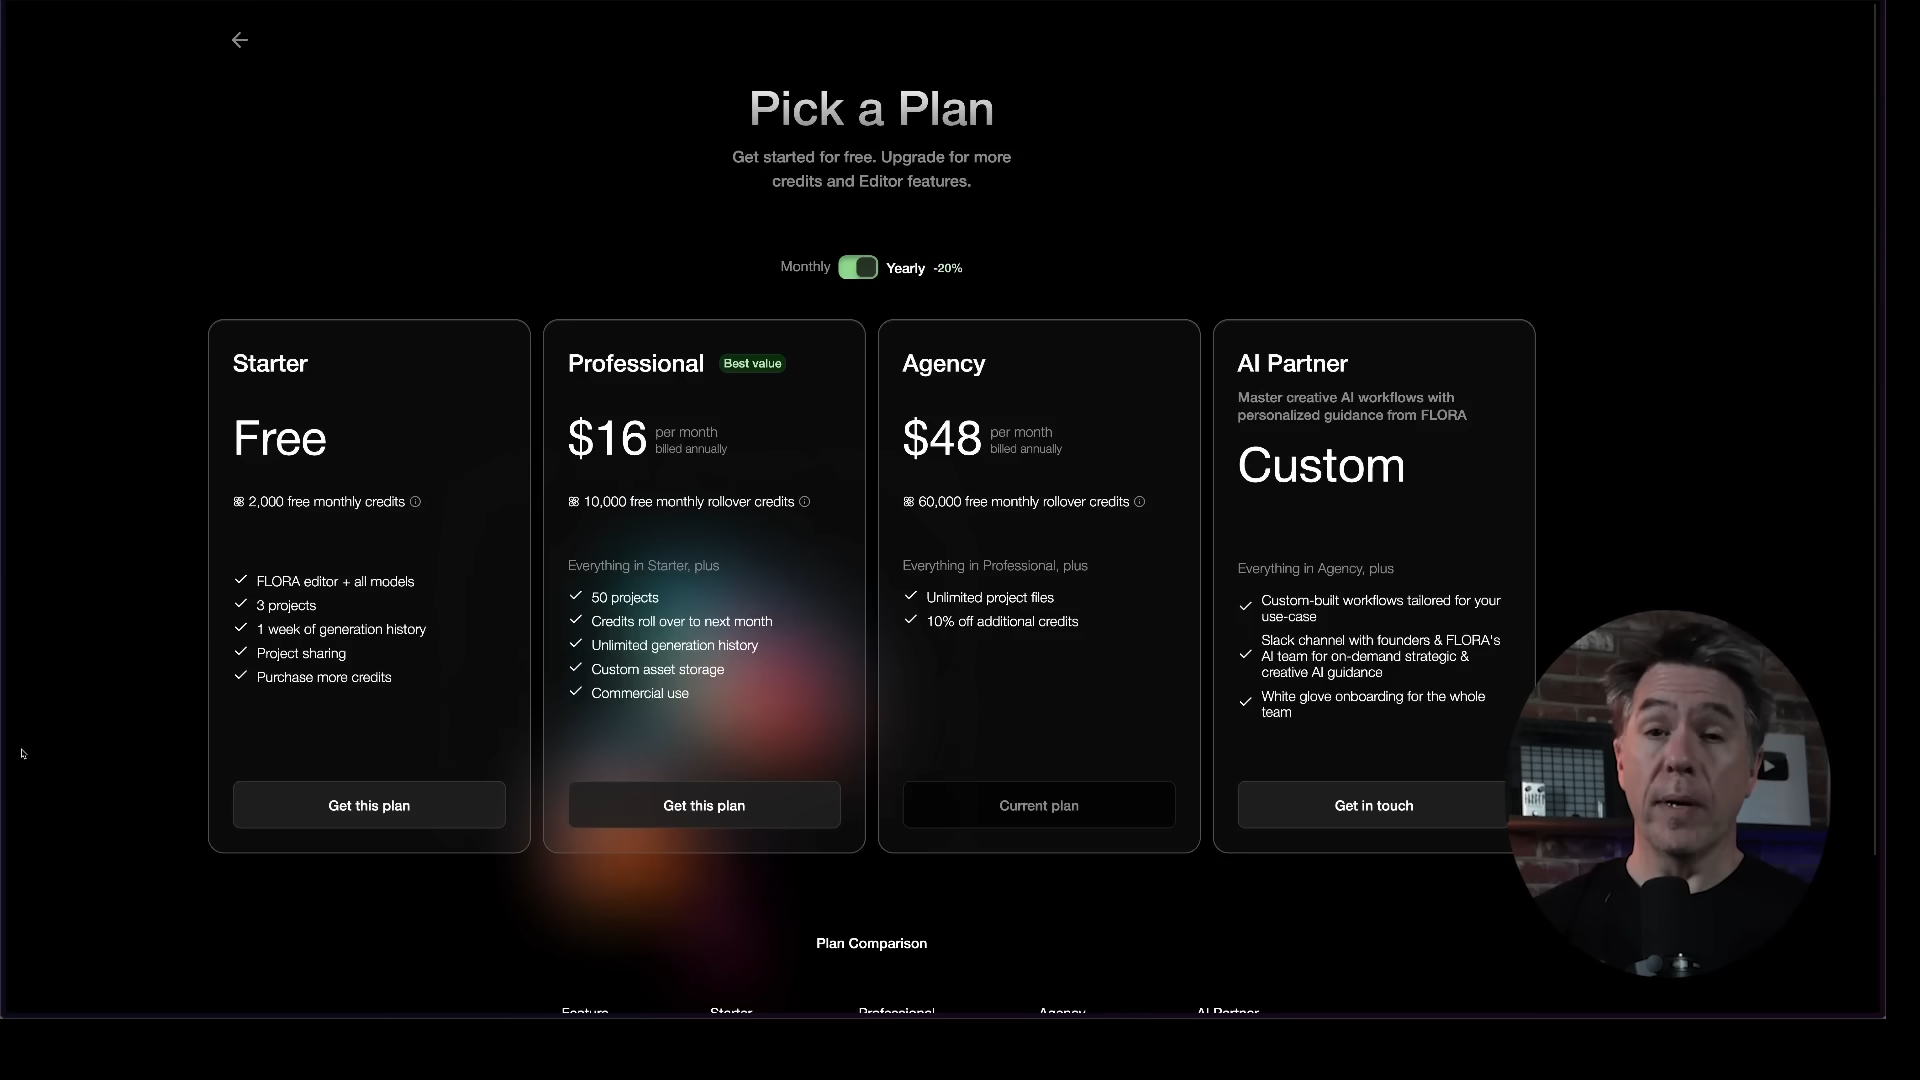 Pick a Plan
Get started for free. Upgrade for more
credits and Editor features.
Monthly Yearly -20%
Starter
Free
2,000 free monthly credits
FLORA editor + all models
3 projects
1 week of generation history
Project sharing
Purchase more credits
Get this plan
Professional Best value
$16 per month
billed annually
10,000 free monthly rollover credits
Everything in Starter, plus
50 projects
Credits roll over to next month
Unlimited generation history
Custom asset storage
Commercial use
Get this plan
Agency
$48 per month
billed annually
60,000 free monthly rollover credits
Everything in Professional, plus
Unlimited project files
10% off additional credits
Current plan
AI Partner
Master creative AI workflows with
personalized guidance from FLORA
Custom
Everything in Agency, plus
Custom-built workflows tailored for your
use-case
Slack channel with founders & FLORA's
AI team for on-demand strategic &
creative AI guidance
White glove onboarding for the whole
team
Get in touch
Plan Comparison
Feature Starter Professional Agency AI Partner